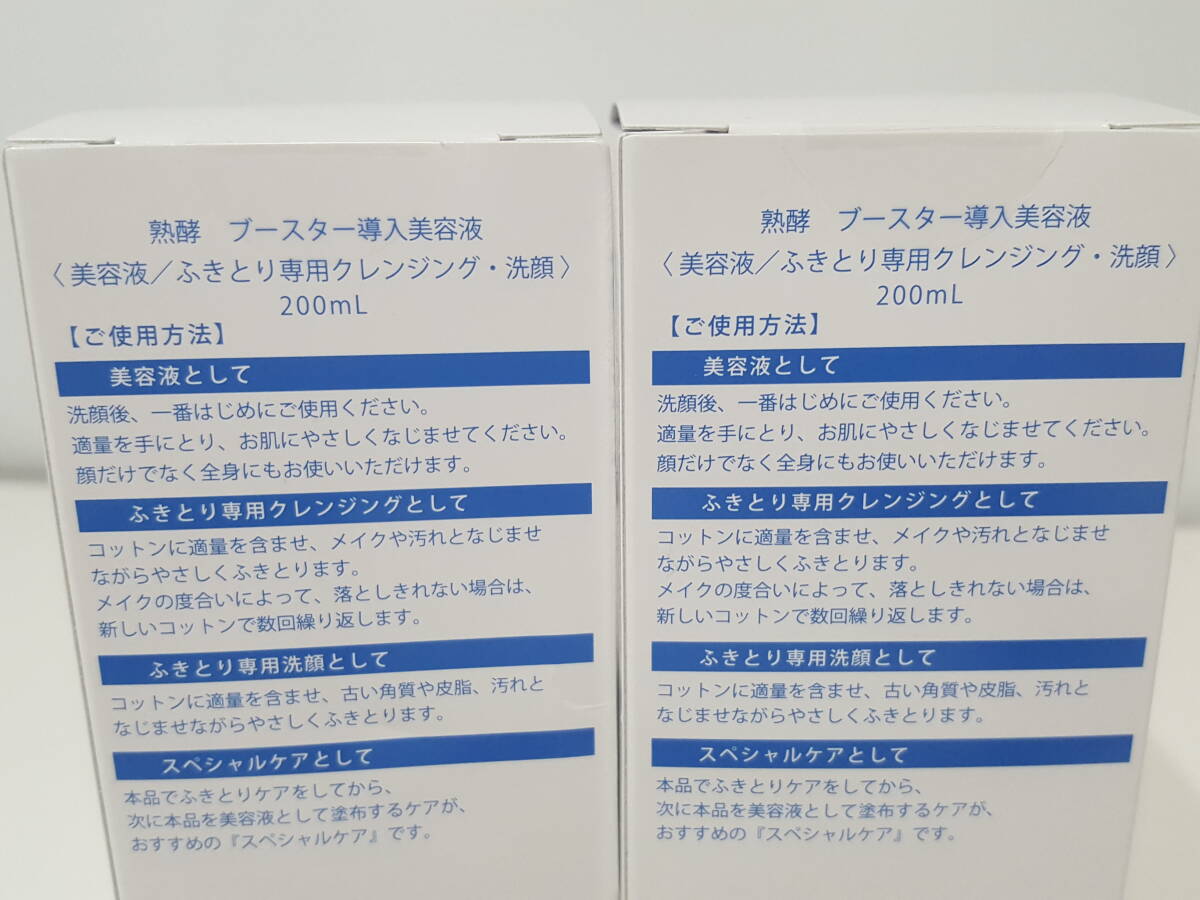 熟酵　ブースター導入美容液
〈美容液／ふきとり専用クレンジング・洗顔〉
200mL
【ご使用方法】
美容液として
洗顔後、一番はじめにご使用ください。
適量を手にとり、お肌にやさしくなじませてください。
顔だけでなく全身にもお使いいただけます。
ふきとり専用クレンジングとして
コットンに適量を含ませ、メイクや汚れとなじませ
ながらやさしくふきとります。
メイクの度合いによって、落としきれない場合は、
新しいコットンで数回繰り返します。
ふきとり専用洗顔として
コットンに適量を含ませ、古い角質や皮脂、汚れと
なじませながらやさしくふきとります。
スペシャルケアとして
本品でふきとりケアをしてから、
次に本品を美容液として塗布するケアが、
おすすめの『スペシャルケア』です。
熟酵　ブースター導入美容液
〈美容液／ふきとり専用クレンジング・洗顔〉
200mL
【ご使用方法】
美容液として
洗顔後、一番はじめにご使用ください。
適量を手にとり、お肌にやさしくなじませてください。
顔だけでなく全身にもお使いいただけます。
ふきとり専用クレンジングとして
コットンに適量を含ませ、メイクや汚れとなじませ
ながらやさしくふきとります。
メイクの度合いによって、落としきれない場合は、
新しいコットンで数回繰り返します。
ふきとり専用洗顔として
コットンに適量を含ませ、古い角質や皮脂、汚れと
なじませながらやさしくふきとります。
スペシャルケアとして
本品でふきとりケアをしてから、
次に本品を美容液として塗布するケアが、
おすすめの『スペシャルケア』です。